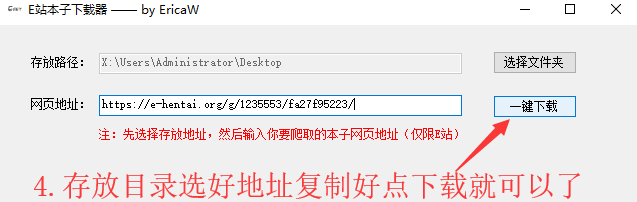 E站本子下载器 —— by EricaW
存放路径: X:\Users\Administrator\Desktop 选择文件夹
网页地址: https://e-hentai.org/g/1235553/fa27f95223/ 一键下载
注: 先选择存放地址, 然后输入你要爬取的本子网页地址 (仅限E站)
4.存放目录选好地址复制好点下载就可以了